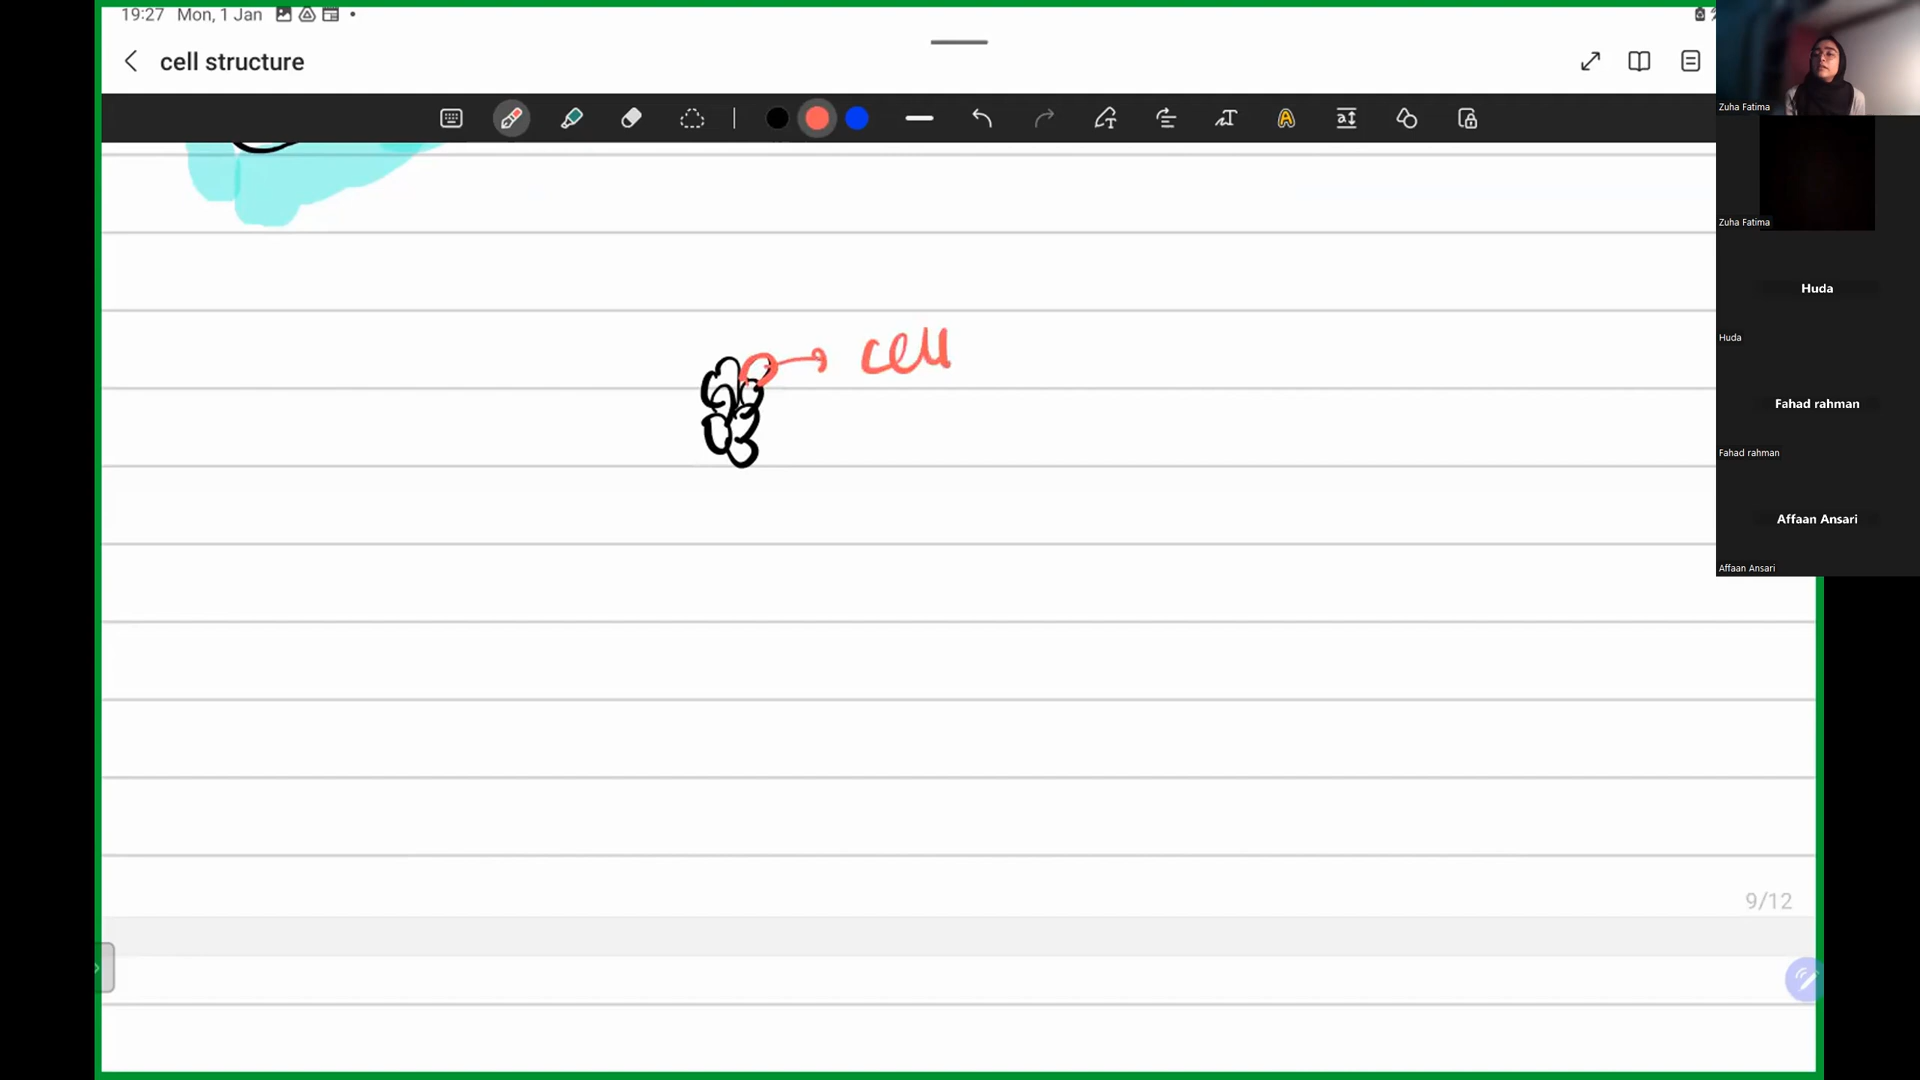 19:27 Mon, 1 Jan
cell structure
cell
9/12
Zuha Fatima
Zuha Fatima
Huda
Huda
Fahad rahman
Fahad rahman
Affaan Ansari
Affaan Ansari